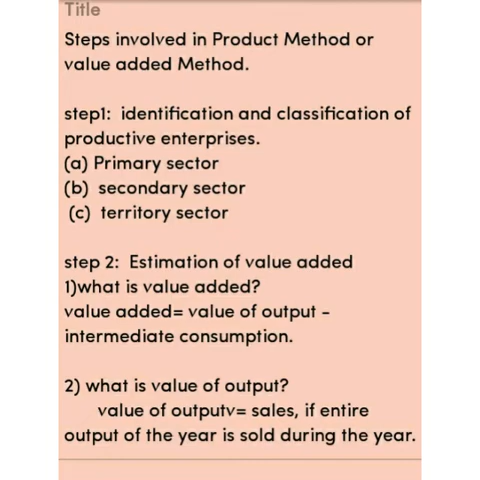 Title
Steps involved in Product Method or
value added Method.
step1: identification and classification of
productive enterprises.
(a) Primary sector
(b) secondary sector
(c) territory sector
step 2: Estimation of value added
1)what is value added?
value added= value of output -
intermediate consumption.
2) what is value of output?
value of outputv= sales, if entire
output of the year is sold during the year.